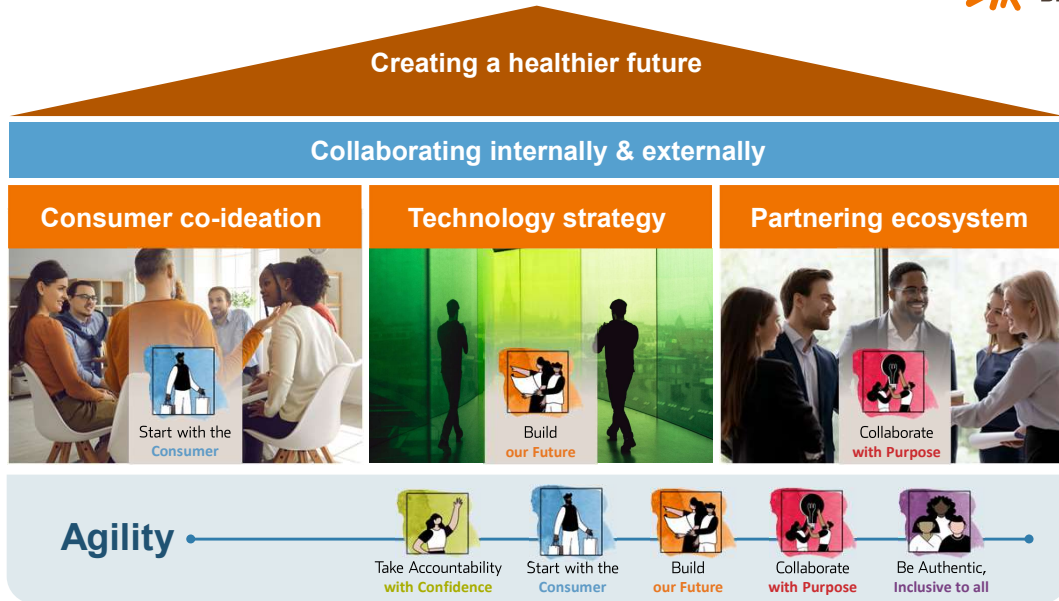 Creating a healthier future
Collaborating internally & externally
Consumer co-ideation
Technology strategy
Partnering ecosystem
Start with the
Consumer
Build
our Future
Collaborate
with Purpose
Agility
Take Accountability
with Confidence
Start with the
Consumer
Build
our Future
Collaborate
with Purpose
Be Authentic,
Inclusive to all